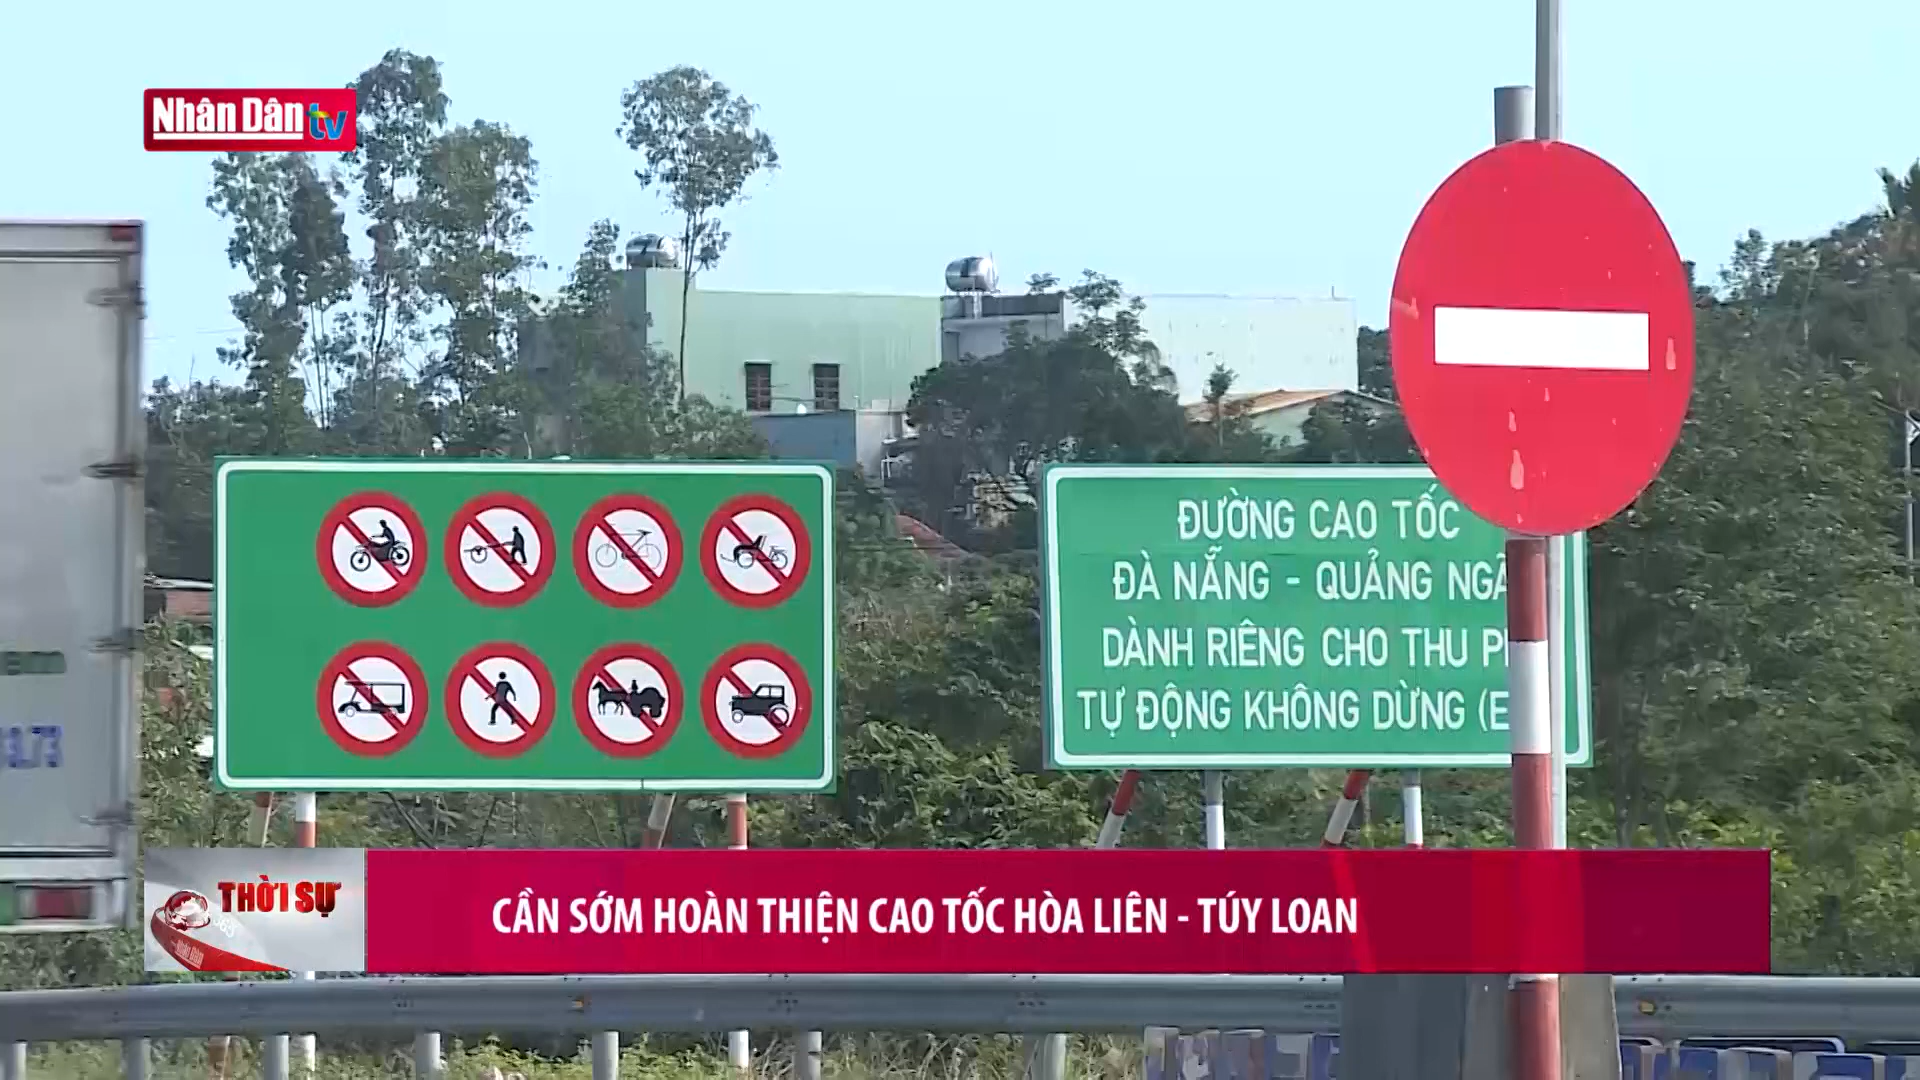 Nhân Dân tv
ĐƯỜNG CAO TỐC
ĐÀ NẴNG - QUẢNG
DÀNH RIÊNG CHO THU
TỰ ĐỘNG KHÔNG DỪNG
THỜI SỰ
CẦN SỚM HOÀN THIỆN CAO TỐC HÒA LIÊN - TÚY LOAN